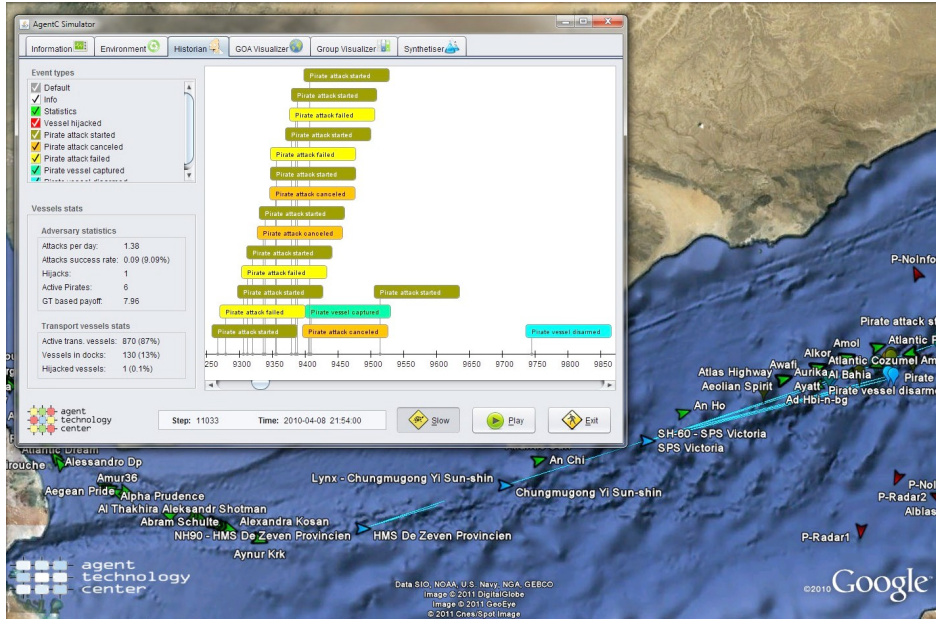 AgentC Simulator
Information
Environment
Historian
GOA Visualizer
Group Visualizer
Synthetiser
Event types
Default
Info
Statistics
Vessel hijacked
Pirate attack started
Pirate attack canceled
Pirate attack failed
Pirate vessel captured
Pirate vessel disarmed
Vessels stats
Adversary statistics
Attacks per day: 1.38
Attacks success rate: 0.09 (9.09%)
Hijacks: 1
Active Pirates: 6
GT based payoff: 7.96
Transport vessels stats
Active trans. vessels: 870 (87%)
Vessels in docks: 130 (13%)
Hijacked vessels: 1 (0.1%)
Pirate attack started
Pirate attack started
Pirate attack failed
Pirate attack started
Pirate attack failed
Pirate attack started
Pirate attack canceled
Pirate attack started
Pirate attack canceled
Pirate attack started
Pirate attack failed
Pirate attack started
Pirate attack started
Pirate attack failed
Pirate vessel captured
Pirate attack started
Pirate attack canceled
Pirate vessel disarmed
250 9300 9350 9400 9450 9500 9550 9600 9650 9700 9750 9800 9850
agent
technology
center
Step: 11033
Time: 2010-04-08 21:54:00
Slow
Play
Exit
P-NoInfo
Pirate attack st
Amol
Atlantic
Alkor
Atlantic Cozumel Am
Awafi
Aurika
Al Bahia
Atlas Highway
Pirate
Aeolian Spirit
Ayatt
Pirate vessel disarme
Ad Hbi-n-bg
An Ho
SH-60 - SPS Victoria
SPS Victoria
Atlantic Dream
Alessandro Dp
An Chi
Amur36
Lynx - Chungmugong Yi Sun-shin
Chungmugong Yi Sun-shin
Aegean Pride
Alpha Prudence
Al Thakhira
Aleksandr Shotman
Abram Schulte
Alexandra Kosan
NH90 - HMS De Zeven Provincien
HMS De Zeven Provincien
Aynur Krk
P-Nol
P-Radar2
Alblas
P-Radar1
agent
technology
center
Data SIO, NOAA, U.S. Navy, NGA, GEBCO
Image © 2011 DigitalGlobe
Image © 2011 GeoEye
© 2011 Cnes/Spot Image
©2010 Google